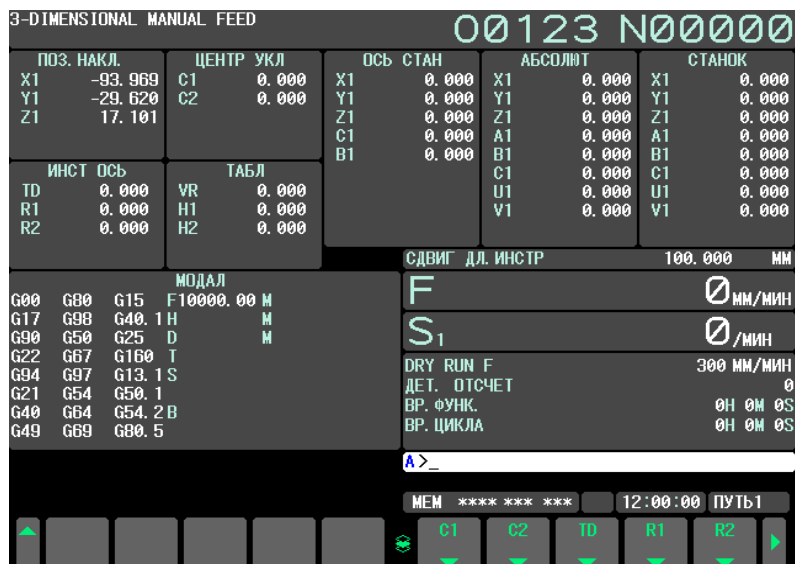 3-DIMENSIONAL MANUAL FEED
O0123 N00000
ПОЗ. НАКЛ.
X1 -93.969
Y1 -29.620
Z1 17.101
ЦЕНТР УКЛ
C1 0.000
C2 0.000
ОСЬ СТАН
X1 0.000
Y1 0.000
Z1 0.000
C1 0.000
B1 0.000
АБСОЛЮТ
X1 0.000
Y1 0.000
Z1 0.000
A1 0.000
B1 0.000
C1 0.000
U1 0.000
V1 0.000
СТАНОК
X1 0.000
Y1 0.000
Z1 0.000
A1 0.000
B1 0.000
C1 0.000
U1 0.000
V1 0.000
ИНСТ ОСЬ
TD 0.000
R1 0.000
R2 0.000
ТАБЛ
VR 0.000
H1 0.000
H2 0.000
СДВИГ ДЛ.ИНСТР 100.000 ММ
МОДАЛ
G00 G80 G15 F10000.00 M
G17 G98 G40.1 H M
G90 G50 G25 D M
G22 G67 G160 T
G94 G97 G13.1 S
G21 G54 G50.1
G40 G64 G54.2 B
G49 G69 G80.5
F 0 ММ/МИН
S1 0 /МИН
DRY RUN F 300 ММ/МИН
ДЕТ. ОТСЧЕТ 0
ВР.ФУНК. 0H 0M 0S
ВР.ЦИКЛА 0H 0M 0S
A >_
MEM **** *** *** 12:00:00 ПУТЬ1
C1 C2 TD R1 R2